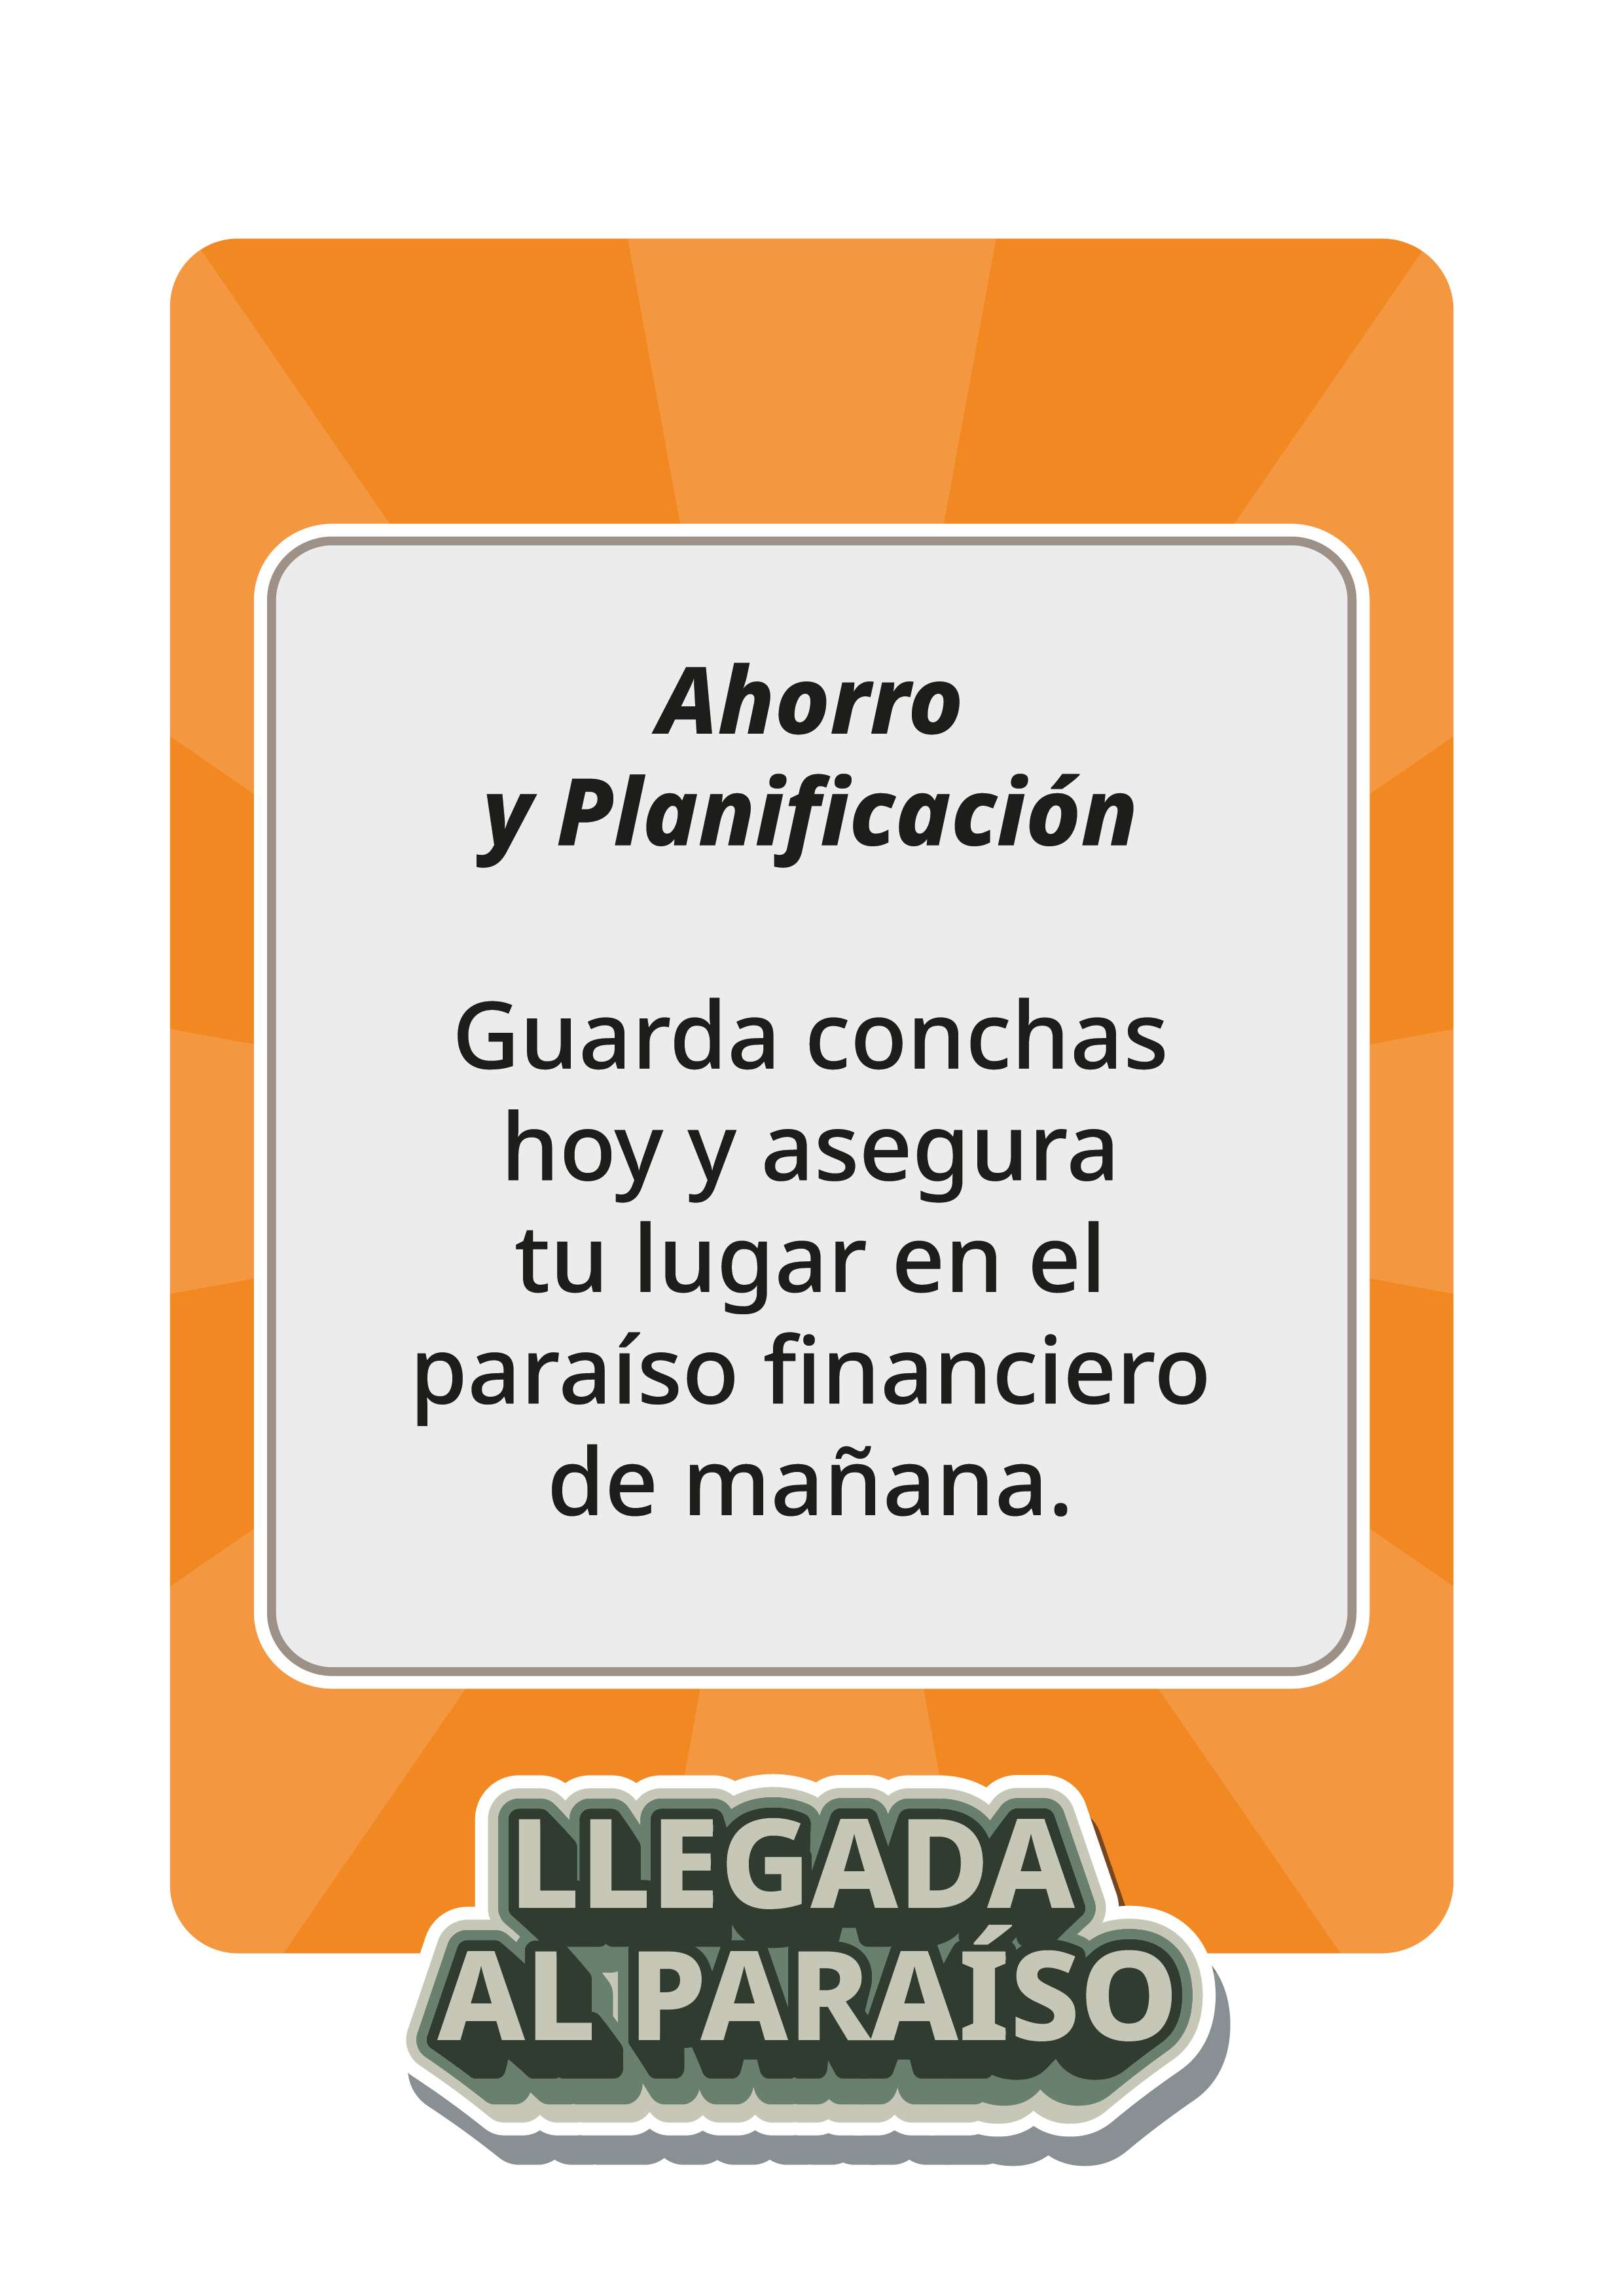 Ahorro
y Planificación
Guarda conchas
hoy y asegura
tu lugar en el
paraíso financiero
de mañana.
LLEGADA
AL PARAÍSO